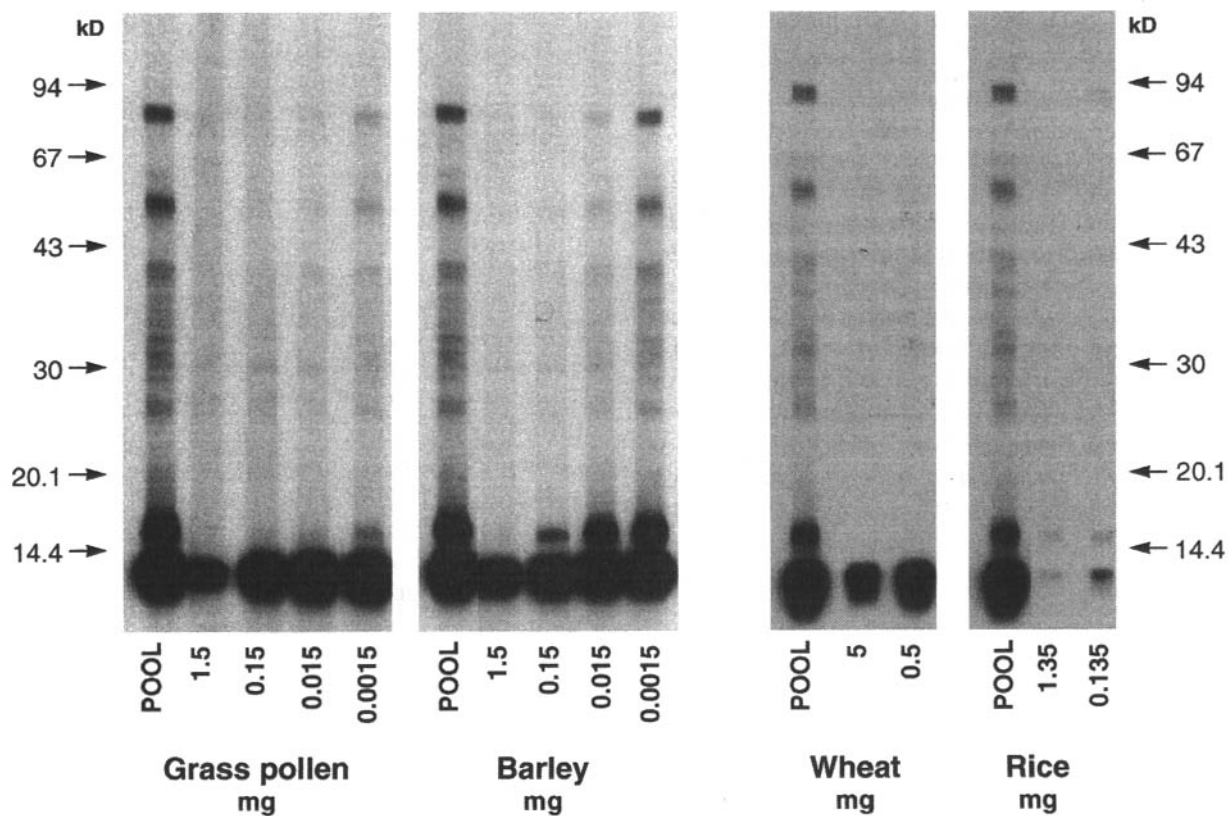 kD
94
67
43
30
20.1
14.4
kD
94
67
43
30
20.1
14.4
POOL
1.5
0.15
0.015
0.0015
POOL
1.5
0.15
0.015
0.0015
POOL
5
0.5
POOL
1.35
0.135
Grass pollen
mg
Barley
mg
Wheat
mg
Rice
mg